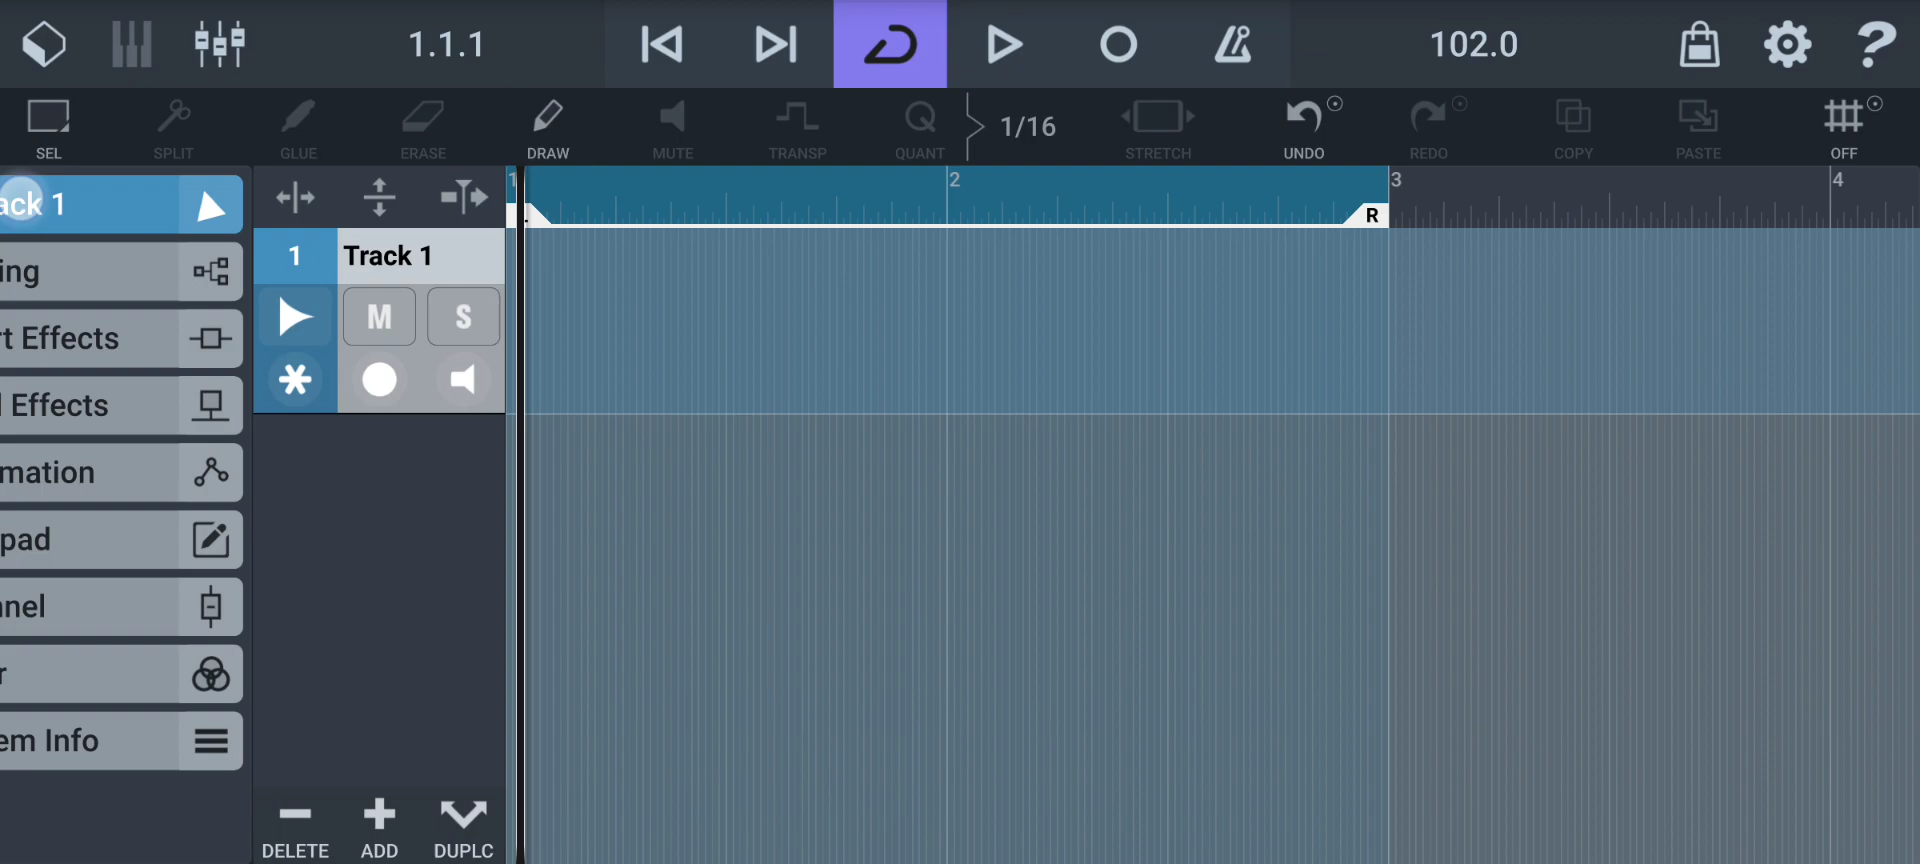 1.1.1
102.0
SEL
SPLIT
GLUE
ERASE
DRAW
MUTE
TRANSP
Q
QUANT
1/16
STRETCH
UNDO
REDO
COPY
PASTE
OFF
ack 1
ing
t Effects
l Effects
mation
pad
nnel
r
em Info
1
Track 1
M
S
1
2
3
4
R
DELETE
ADD
DUPLC